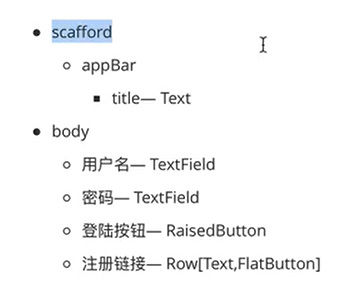 scafford
appBar
title— Text
body
用户名— TextField
密码— TextField
登陆按钮— RaisedButton
注册链接— Row[Text,FlatButton]